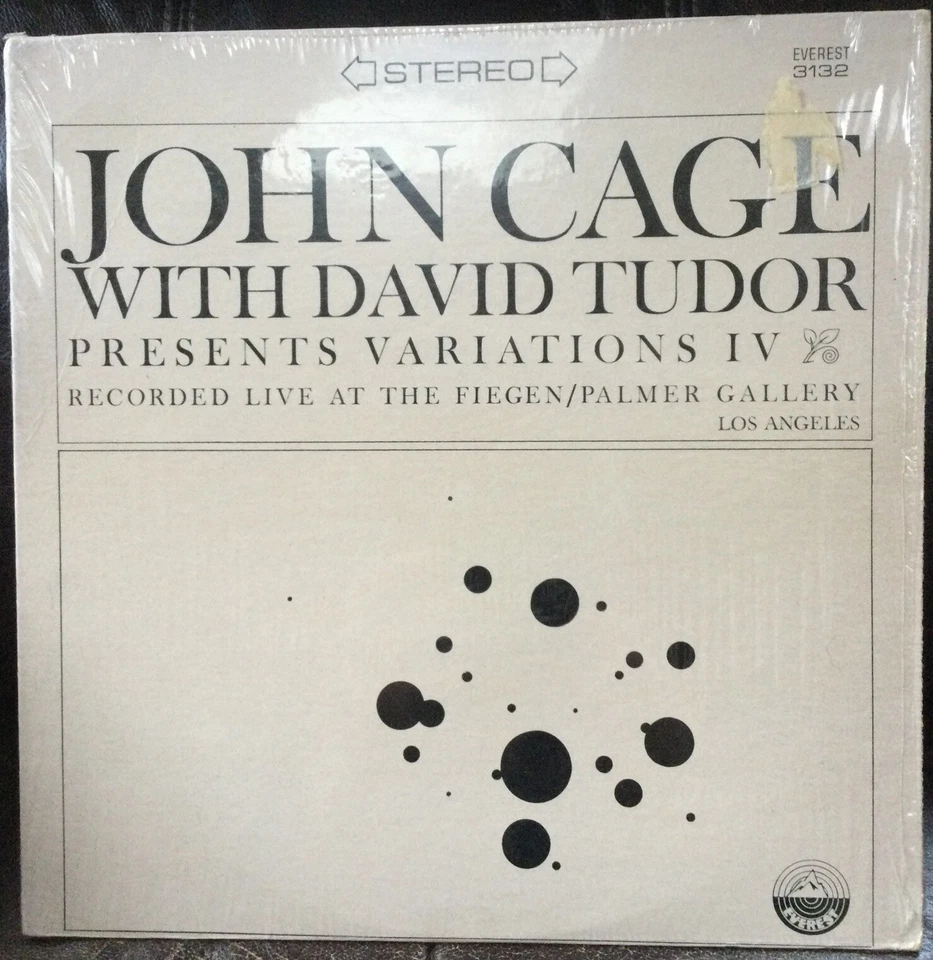 STEREO
EVEREST
3132
JOHN CAGE
WITH DAVID TUDOR
PRESENTS VARIATIONS IV
RECORDED LIVE AT THE FIEGEN/PALMER GALLERY
LOS ANGELES
EVEREST